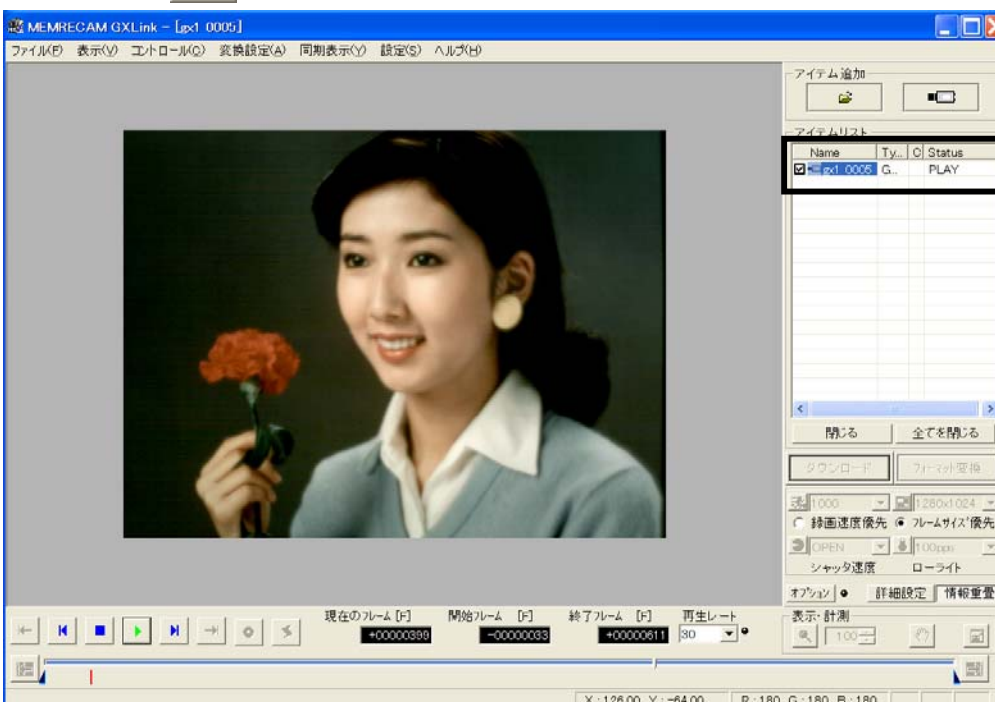 MEMRECAM GXLink - [gx1 0005]
ファイル(F) 表示(V) コントロール(C) 変換設定(A) 同期表示(Y) 設定(S) ヘルプ(H)
アイテム追加
アイテムリスト
Name Ty... C Status
gx1 0005 G... PLAY
閉じる 全てを閉じる
ダウンロード フォーマット変換
1000 1280x1024
録画速度優先 フレームサイズ優先
OPEN 100pps
シャッタ速度 ローライト
オプション 詳細設定 情報重畳
現在のフレーム [F] 開始フレーム [F] 終了フレーム [F] 再生レート 表示・計測
+00000399 -00000033 +00000611 30 100
X : 126.00 Y : -64.00 R : 180 G : 180 B : 180